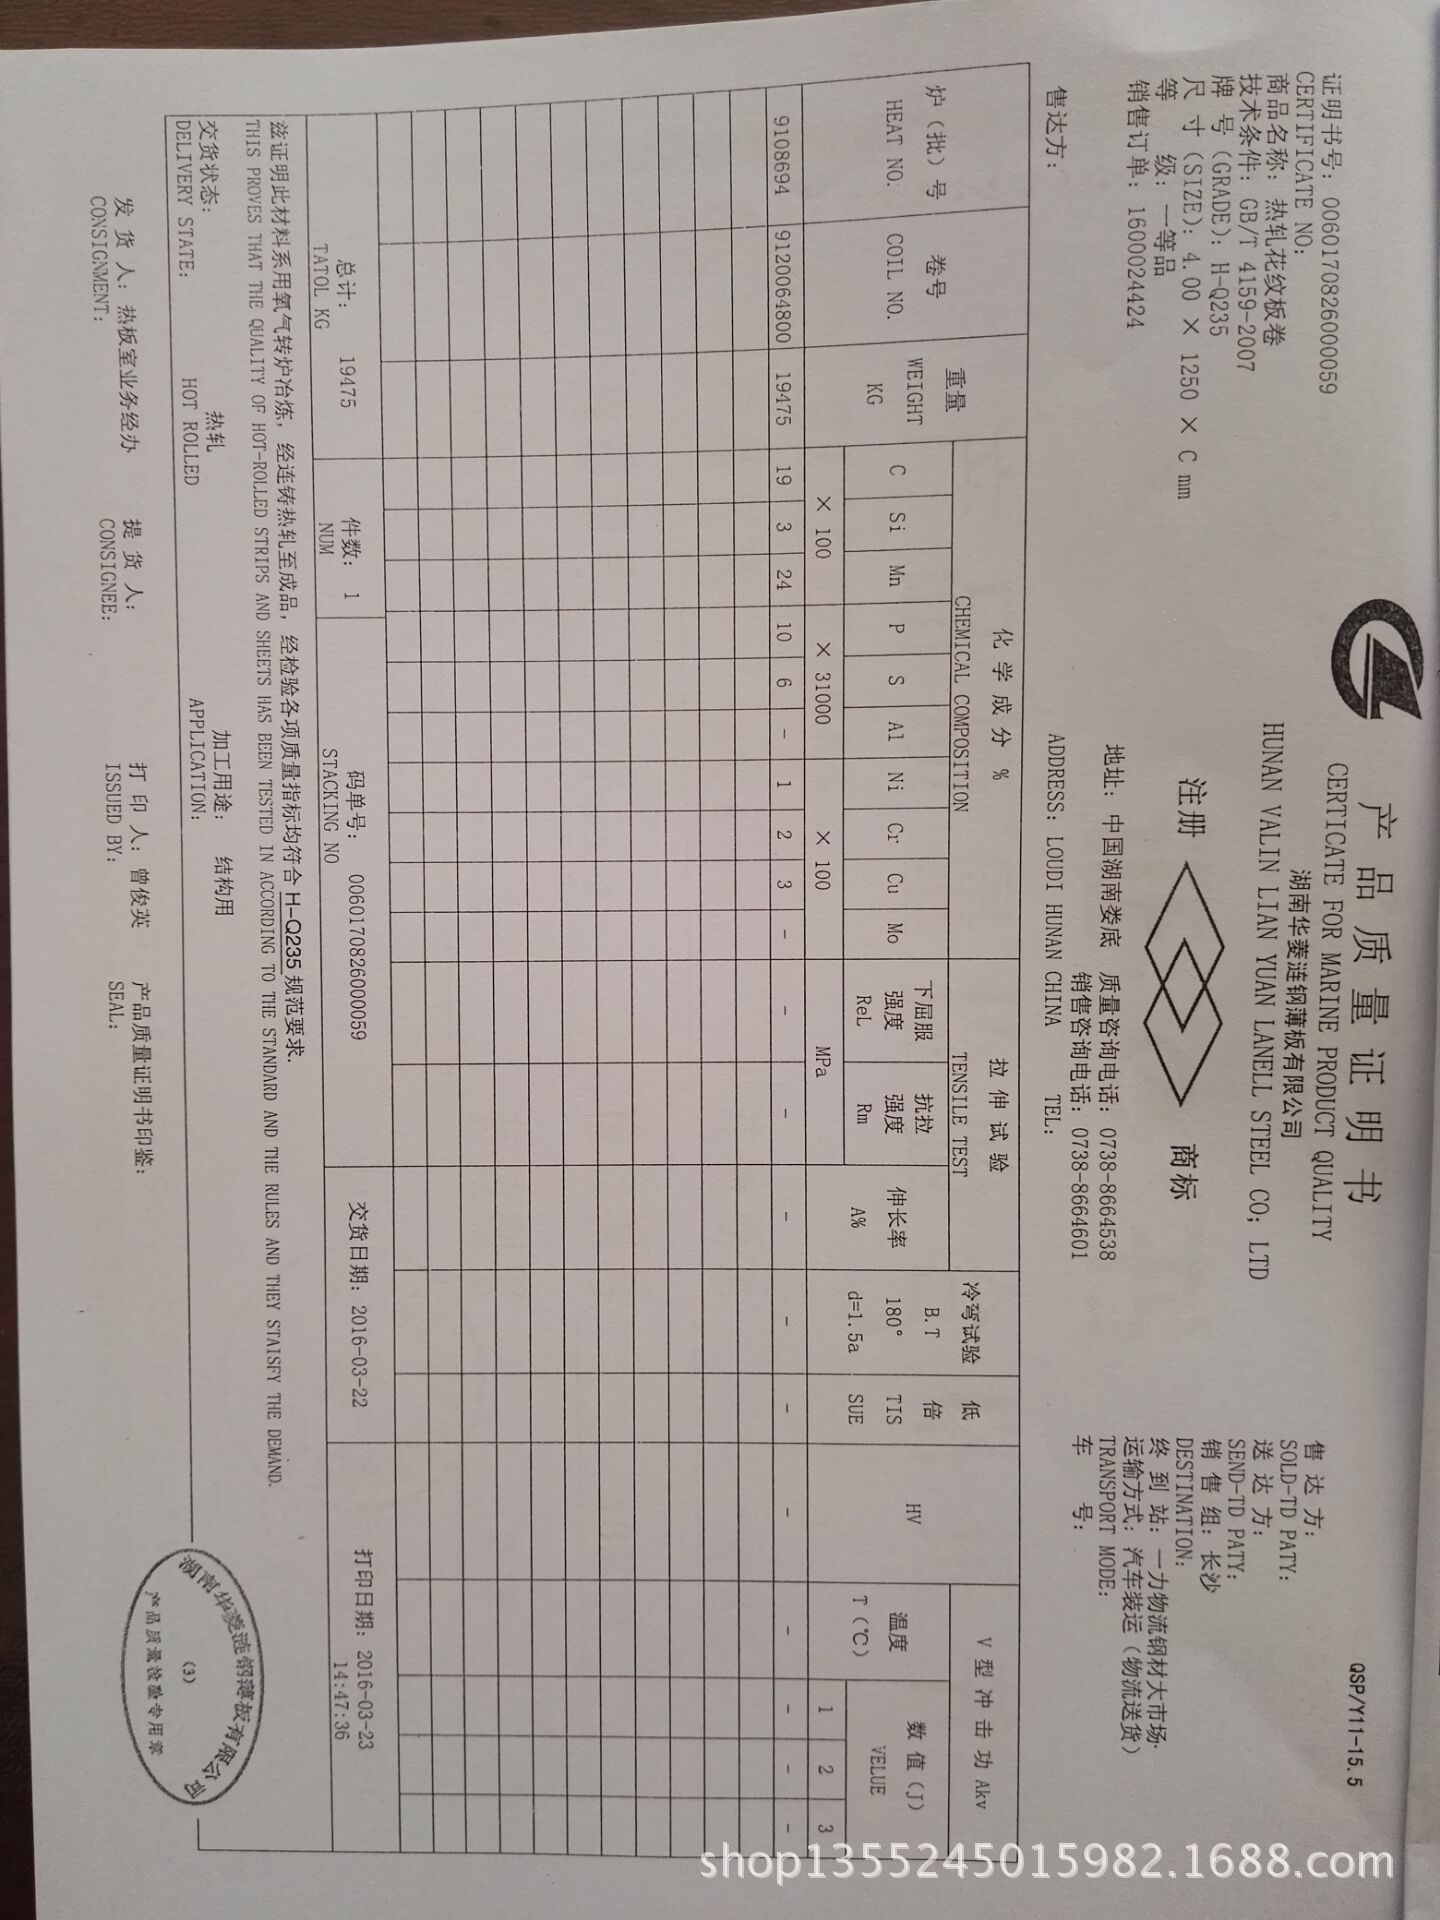 QSP/Y11-15.5
产品质量证明书
CERTICATE FOR MARINE PRODUCT QUALITY
湖南华菱涟钢薄板有限公司
HUNAN VALIN LIAN YUAN LANELL STEEL CO; LTD
注册 商标
地址: 中国湖南娄底 质量咨询电话: 0738-8664538
销售咨询电话: 0738-8664601
ADDRESS: LOUDI HUNAN CHINA TEL:
证明书号: 0060170826000059
CERTIFICATE NO:
商品名称: 热轧花纹板卷
技术条件: GB/T 4159-2007
牌 号 (GRADE): H-Q235
尺 寸 (SIZE): 4.00 × 1250 × C mm
等 级: 一等品
销售订单: 1600024424
售达方:
售 达 方:
SOLD-TD PATY:
送 达 方:
SEND-TD PATY:
销 售 组: 长沙
DESTINATION:
终 到 站: 一力物流钢材大市场·
运输方式: 汽车装运(物流送货)
TRANSPORT MODE:
车 号:
炉(批)号 HEAT NO.
卷号 COIL NO.
重量 WEIGHT KG
化学成分 % CHEMICAL COMPOSITION
C Si Mn P S Al Ni Cr Cu Mo
× 100 × 31000 × 100
拉伸试验 TENSILE TEST
下屈服强度 ReL
抗拉强度 Rm
MPa
伸长率 A%
冷弯试验 B.T 180° d=1.5a
低倍 TIS SUE
HV
V型冲击功 Akv
温度 T(℃)
数值(J) VELUE
1 2 3
9108694 9120064800 19475 19 3 24 10 6 - 1 2 3 - - - - - - - - - - -
总计: 19475
TATOL KG
件数: 1
NUM
码单号: 0060170826000059
STACKING NO
交货日期: 2016-03-22
打印日期: 2016-03-23
14:47:36
兹证明此材料系用氧气转炉冶炼, 经连铸热轧至成品, 经检验各项质量指标均符合 H-Q235 规范要求.
THIS PROVES THAT THE QUALITY OF HOT-ROLLED STRIPS AND SHEETS HAS BEEN TESTED IN ACCORDING TO THE STANDARD AND THE RULES AND THEY STAISFY THE DEMAND.
交货状态: 热轧 加工用途: 结构用
DELIVERY STATE: HOT ROLLED APPLICATION:
发 货 人: 热板室业务经办 提 货 人: 打 印 人: 曾俊英 产品质量证明书印鉴:
CONSIGNMENT: CONSIGNEE: ISSUED BY: SEAL:
湖南华菱涟钢薄板有限公司
(3)
产品质量检验专用章
shop1355245015982.1688.com